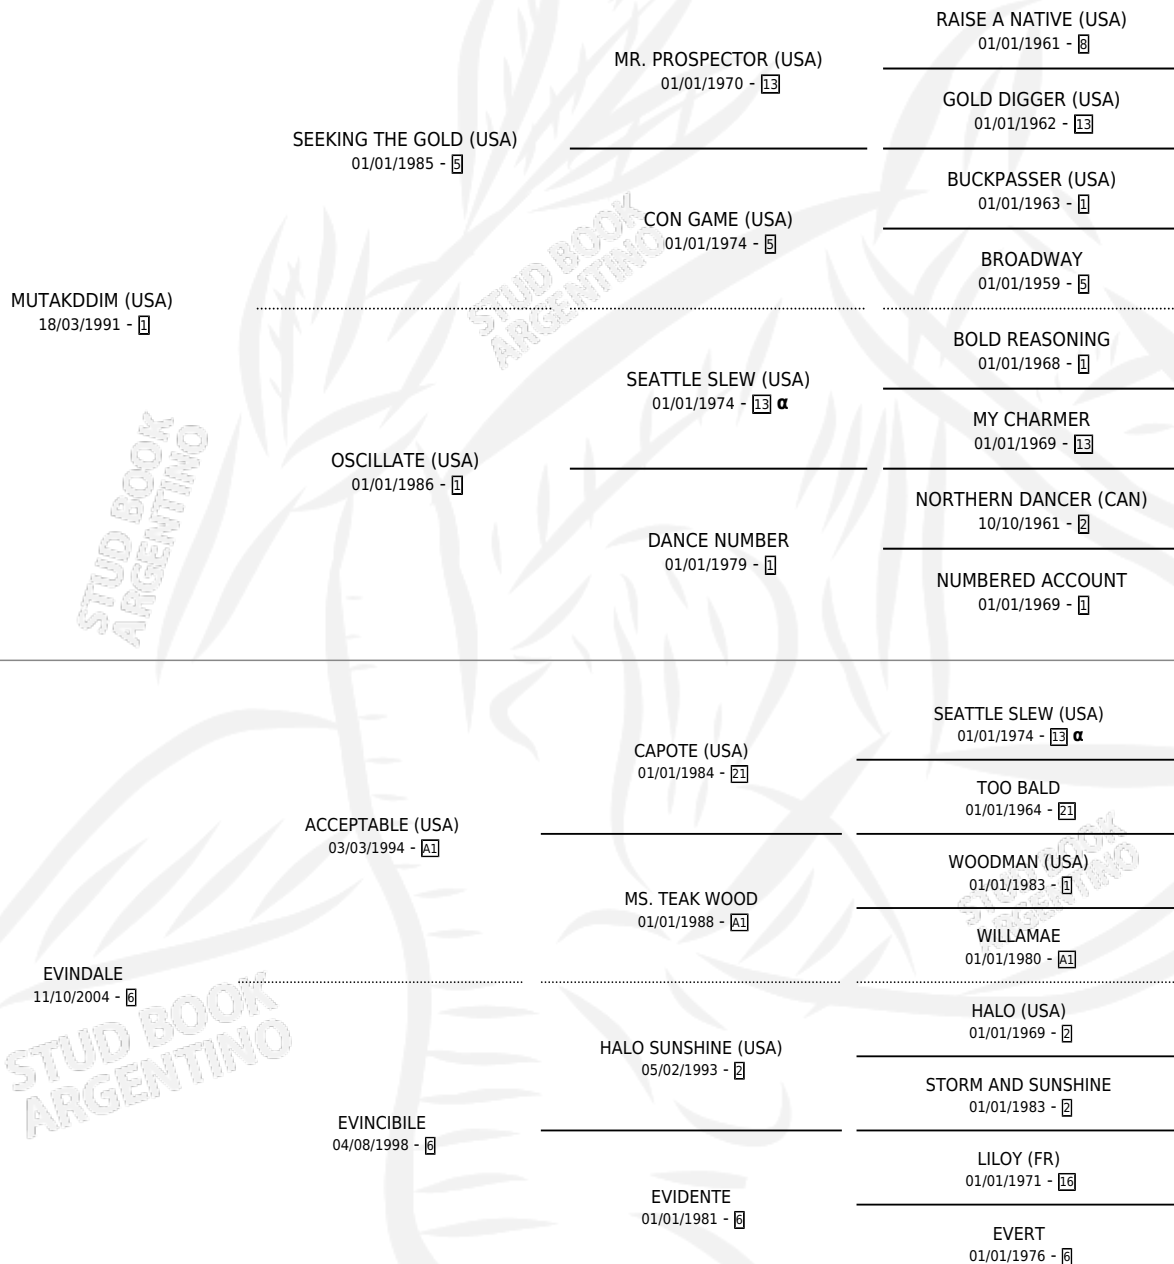 RAISE A NATIVE (USA)
01/01/1961 - 8
MR. PROSPECTOR (USA)
01/01/1970 - 13
GOLD DIGGER (USA)
01/01/1962 - 13
SEEKING THE GOLD (USA)
01/01/1985 - 5
BUCKPASSER (USA)
01/01/1963 - 1
CON GAME (USA)
01/01/1974 - 5
BROADWAY
01/01/1959 - 5
MUTAKDDIM (USA)
18/03/1991 - 1
BOLD REASONING
01/01/1968 - 1
SEATTLE SLEW (USA)
01/01/1974 - 13 α
MY CHARMER
01/01/1969 - 13
OSCILLATE (USA)
01/01/1986 - 1
NORTHERN DANCER (CAN)
10/10/1961 - 2
DANCE NUMBER
01/01/1979 - 1
NUMBERED ACCOUNT
01/01/1969 - 1
SEATTLE SLEW (USA)
01/01/1974 - 13 α
CAPOTE (USA)
01/01/1984 - 21
TOO BALD
01/01/1964 - 21
ACCEPTABLE (USA)
03/03/1994 - A1
WOODMAN (USA)
01/01/1983 - 1
MS. TEAK WOOD
01/01/1988 - A1
WILLAMAE
01/01/1980 - A1
EVINDALE
11/10/2004 - 6
HALO (USA)
01/01/1969 - 2
HALO SUNSHINE (USA)
05/02/1993 - 2
STORM AND SUNSHINE
01/01/1983 - 2
EVINCIBILE
04/08/1998 - 6
LILOY (FR)
01/01/1971 - 16
EVIDENTE
01/01/1981 - 6
EVERT
01/01/1976 - 6
STUD BOOK
ARGENTINO
STUD BOOK
ARGENTINO
STUD BOOK
ARGENTINO
STUD BOOK
ARGENTINO